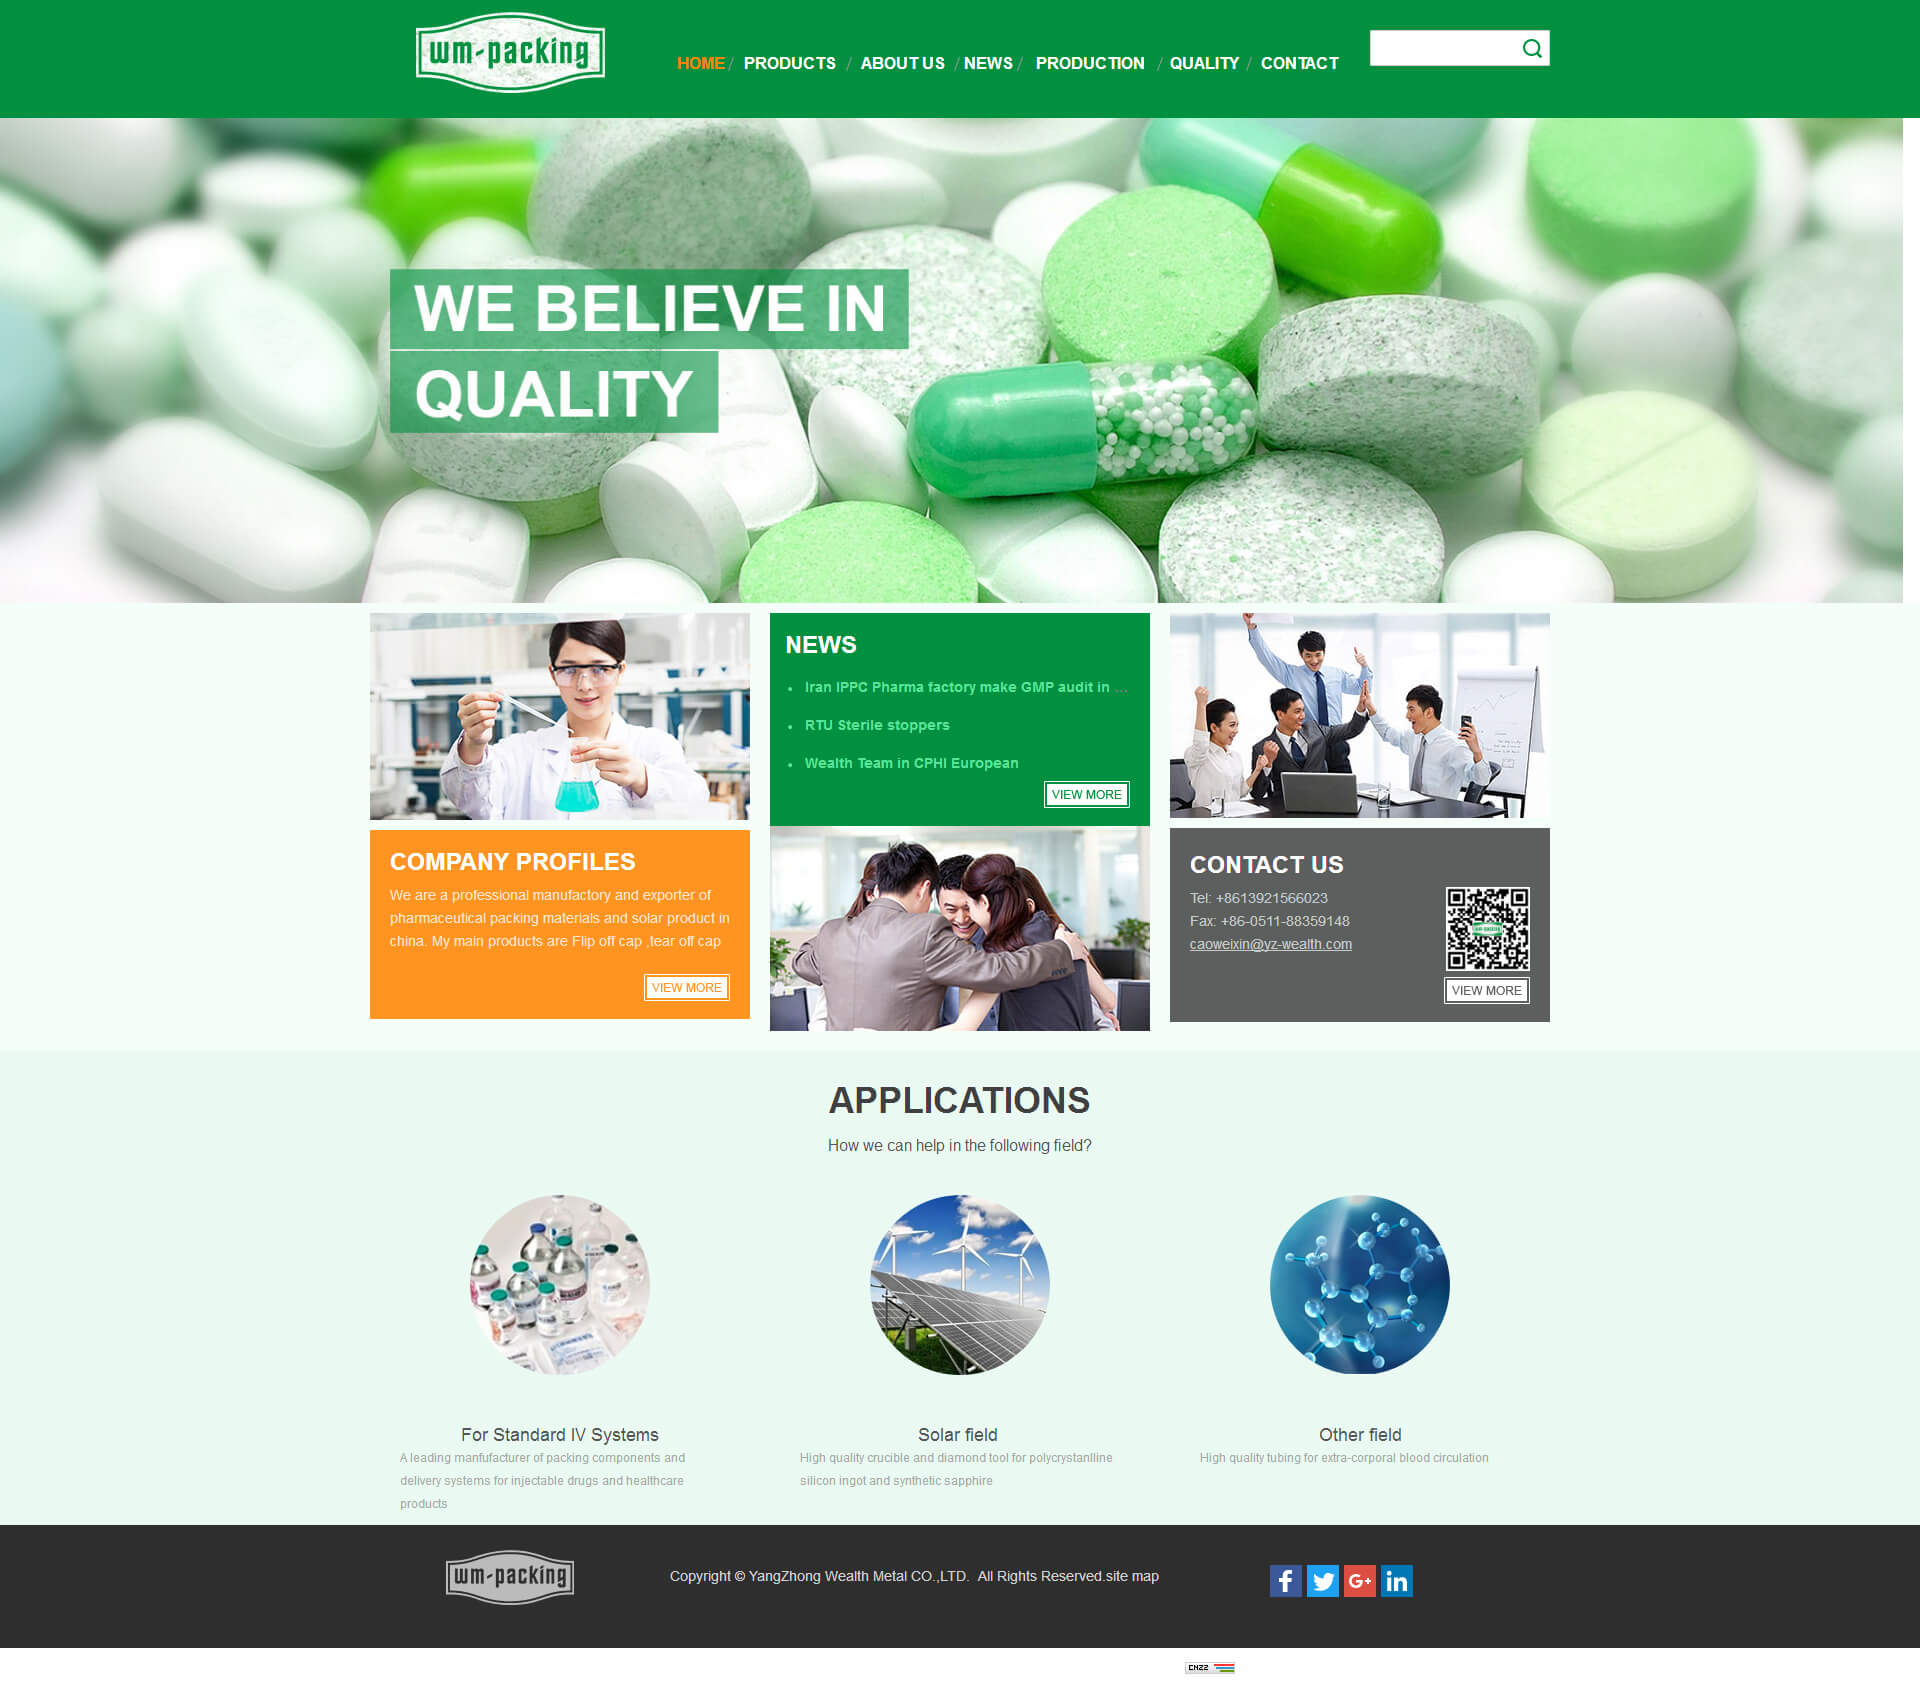 wm-packing
HOME / PRODUCTS / ABOUT US / NEWS / PRODUCTION / QUALITY / CONTACT
WE BELIEVE IN
QUALITY
NEWS
Iran IPPC Pharma factory make GMP audit in ...
RTU Sterile stoppers
Wealth Team in CPHI European
VIEW MORE
COMPANY PROFILES
We are a professional manufactory and exporter of
pharmaceutical packing materials and solar product in
china. My main products are Flip off cap ,tear off cap
VIEW MORE
CONTACT US
Tel: +8613921566023
Fax: +86-0511-88359148
caoweixin@yz-wealth.com
wm-packing
VIEW MORE
APPLICATIONS
How we can help in the following field?
For Standard IV Systems
A leading manfufacturer of packing components and
delivery systems for injectable drugs and healthcare
products
Solar field
High quality crucible and diamond tool for polycrystanlline
silicon ingot and synthetic sapphire
Other field
High quality tubing for extra-corporal blood circulation
wm-packing
Copyright © YangZhong Wealth Metal CO.,LTD.  All Rights Reserved.site map
f
G+
in
CNZZ